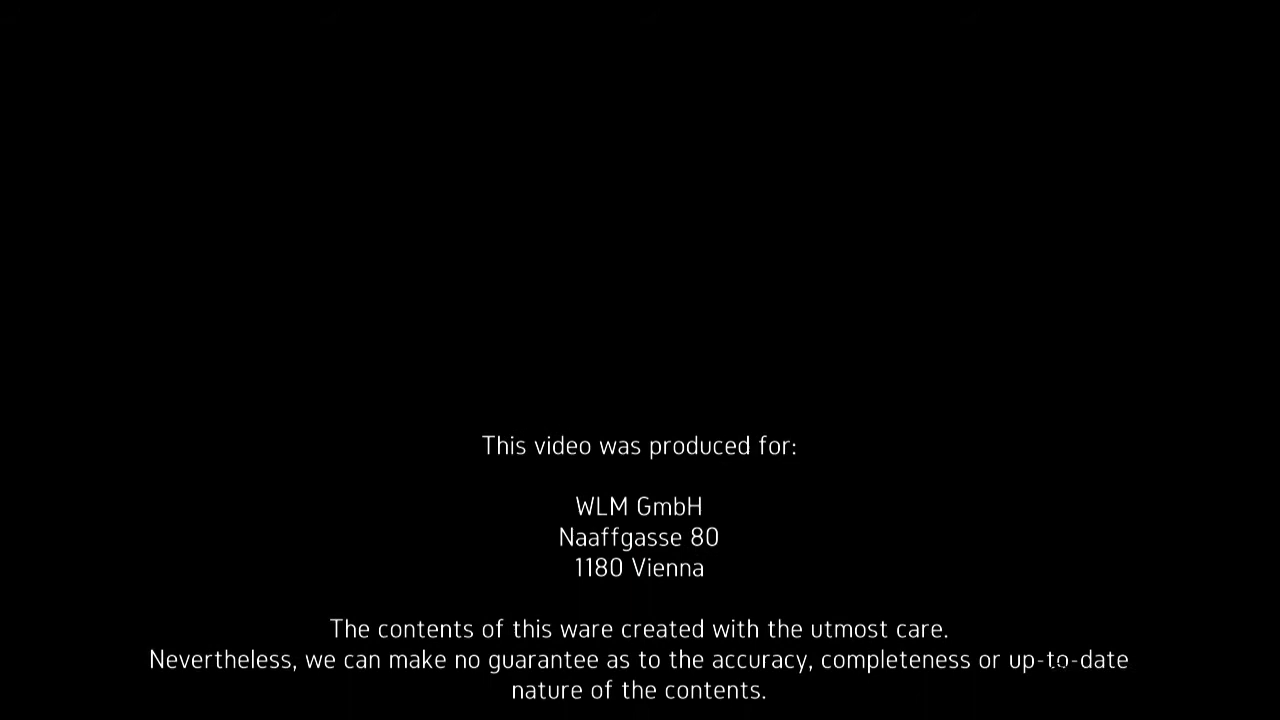 This video was produced for:
WLM GmbH
Naaffgasse 80
1180 Vienna
The contents of this ware created with the utmost care.
Nevertheless, we can make no guarantee as to the accuracy, completeness or up-to-date
nature of the contents.